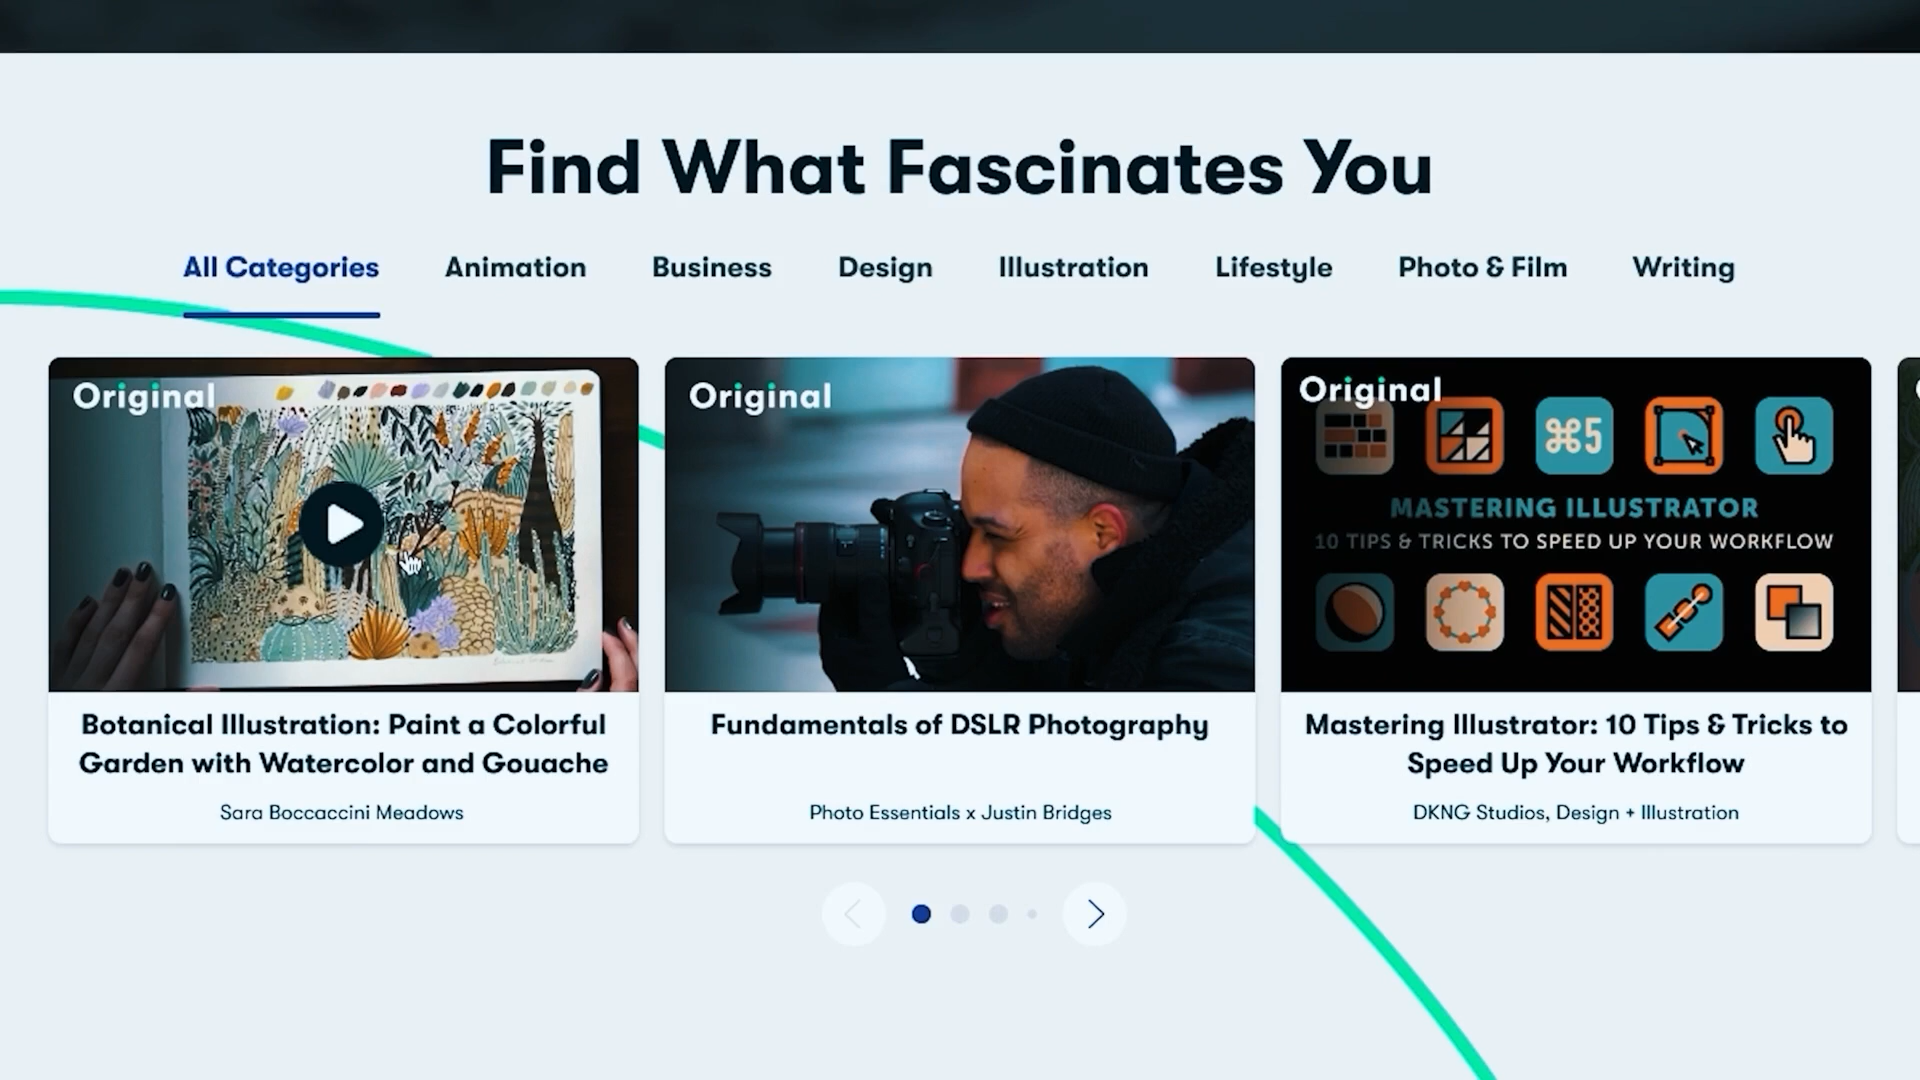 Find What Fascinates You
All Categories Animation Business Design Illustration Lifestyle Photo & Film Writing
Original
Original
Original
⌘5
MASTERING ILLUSTRATOR
10 TIPS & TRICKS TO SPEED UP YOUR WORKFLOW
Botanical Illustration: Paint a Colorful
Garden with Watercolor and Gouache
Sara Boccaccini Meadows
Fundamentals of DSLR Photography
Photo Essentials x Justin Bridges
Mastering Illustrator: 10 Tips & Tricks to
Speed Up Your Workflow
DKNG Studios, Design + Illustration